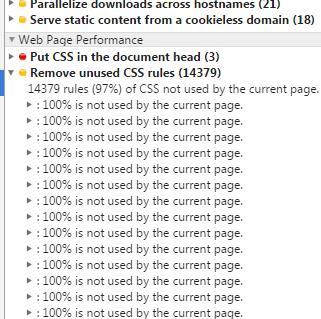 Parallelize downloads across hostnames (21)
Serve static content from a cookieless domain (18)
Web Page Performance
Put CSS in the document head (3)
Remove unused CSS rules (14379)
14379 rules (97%) of CSS not used by the current page.
: 100% is not used by the current page.
: 100% is not used by the current page.
: 100% is not used by the current page.
: 100% is not used by the current page.
: 100% is not used by the current page.
: 100% is not used by the current page.
: 100% is not used by the current page.
: 100% is not used by the current page.
: 100% is not used by the current page.
: 100% is not used by the current page.
: 100% is not used by the current page.
: 100% is not used by the current page.
: 100% is not used by the current page.
: 100% is not used by the current page.